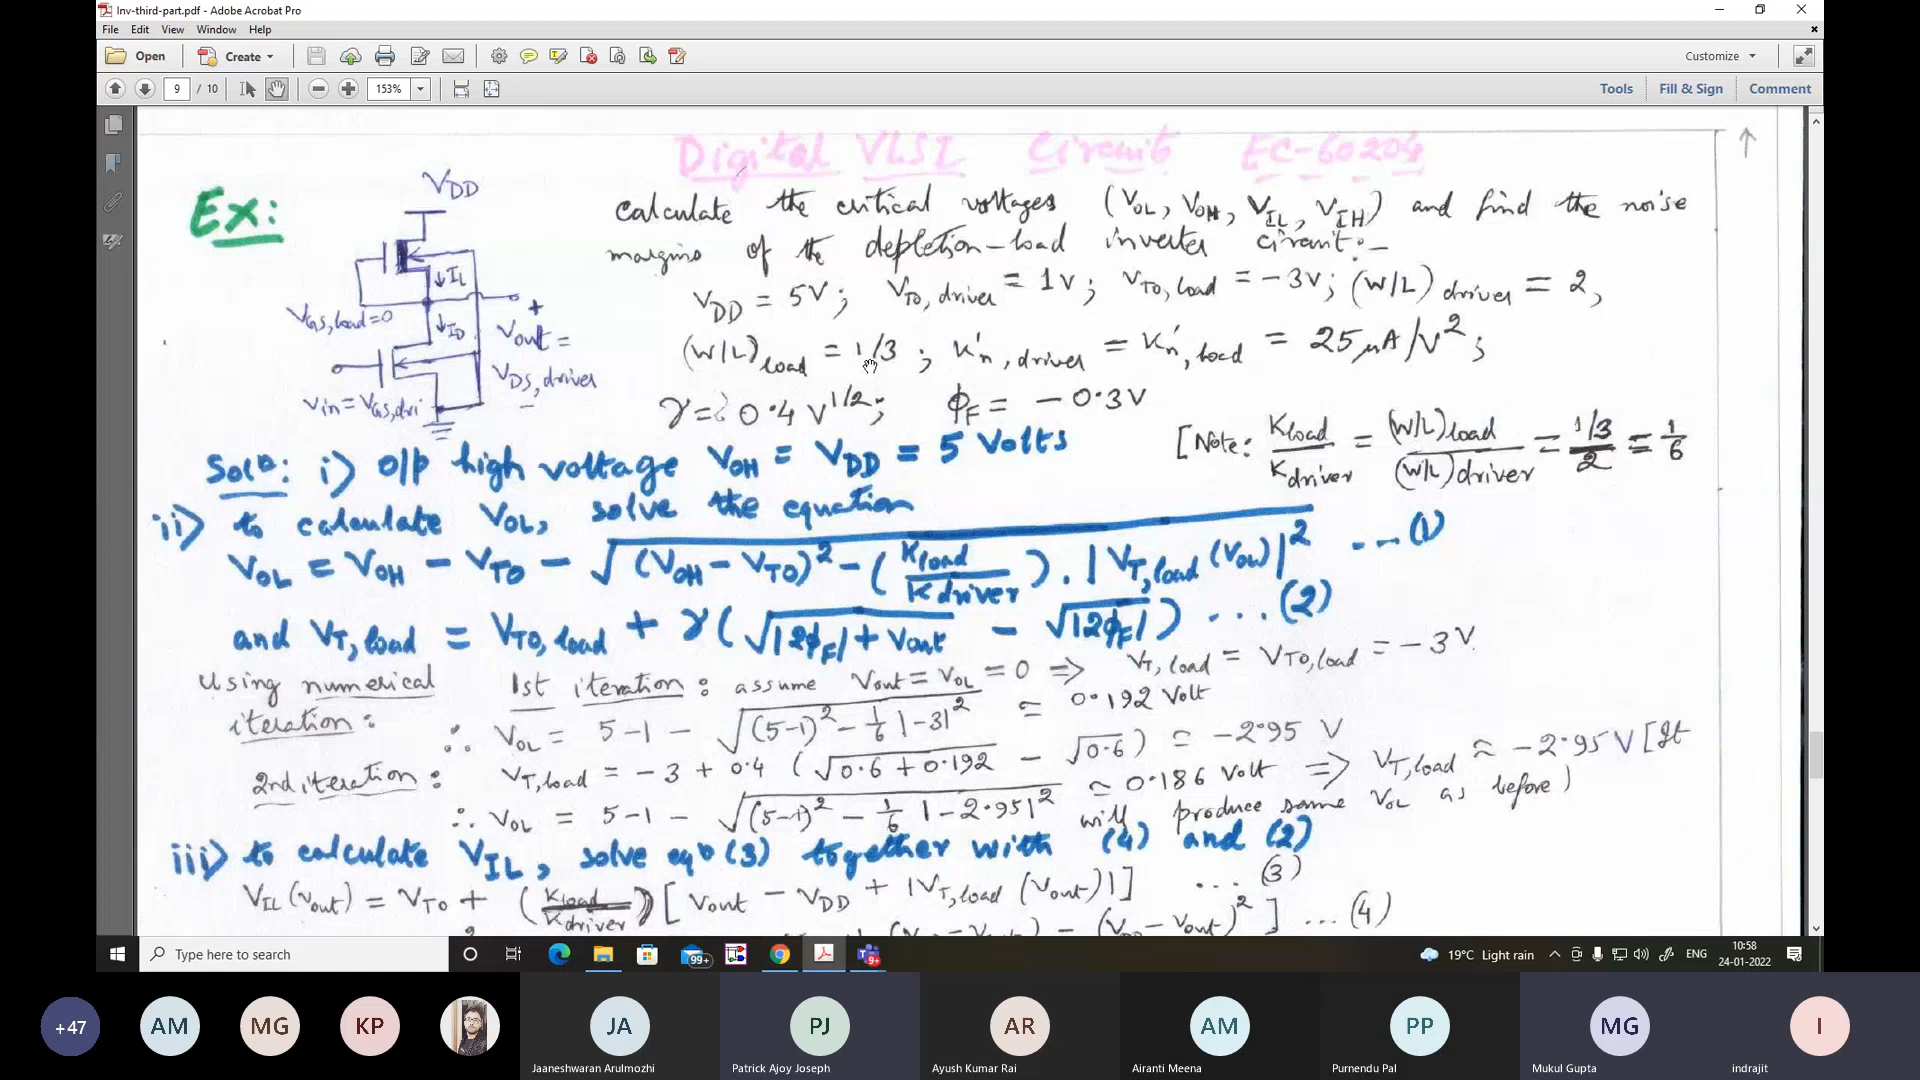 Inv-third-part.pdf - Adobe Acrobat Pro
File Edit View Window Help
Open Create Customize
9 / 10 153% Tools Fill & Sign Comment
Digital VLSI Circuit EC-60204
Ex:
VDD
IL
VGS,load=0
ID
+
Vout =
VDS,driver
-
Vin = VGS,dri
calculate the critical voltages (VOL, VOH, VIL, VIH) and find the noise
margins of the depletion-load inverter circuit:-
VDD = 5V; VTO,driver = 1V; VTO,load = -3V; (W/L)driver = 2,
(W/L)load = 1/3; K'n,driver = K'n,load = 25μA/V²;
γ = 0.4 V^1/2; ϕF = -0.3V
[Note: Kload/Kdriver = (W/L)load/(W/L)driver = (1/3)/2 = 1/6
Solⁿ: i) o/p high voltage VOH = VDD = 5 Volts
ii) to calculate VOL, solve the equation
VOL = VOH - VTO - √((VOH - VTO)² - (Kload/Kdriver) . |VT,load (VOL)|²) ...(1)
and VT,load = VTO,load + γ(√(|2ϕF| + Vout) - √|2ϕF|) ...(2)
Using numerical iteration: 1st iteration: assume Vout = VOL = 0 => VT,load = VTO,load = -3V.
∴ VOL = 5-1 - √((5-1)² - 1/6 |-3|²) ≃ 0.192 Volt
2nd iteration: VT,load = -3 + 0.4 (√(0.6+0.192) - √0.6) ≃ -2.95 V
∴ VOL = 5-1 - √((5-1)² - 1/6 |-2.95|²) ≃ 0.186 Volt => VT,load ≈ -2.95V [It
will produce same VOL as before)
iii) to calculate VIL, solve eqⁿ (3) together with (4) and (2)
VIL(Vout) = VTO + (Kload/Kdriver) [Vout - VDD + |VT,load (Vout)|] ...(3)
- (VDD - Vout)²] ...(4)
Type here to search
99+
9+
19°C Light rain
ENG
10:58
24-01-2022
+47 AM MG KP JA PJ AR AM PP MG I
Jaaneshwaran Arulmozhi Patrick Ajoy Joseph Ayush Kumar Rai Airanti Meena Purnendu Pal Mukul Gupta indrajit